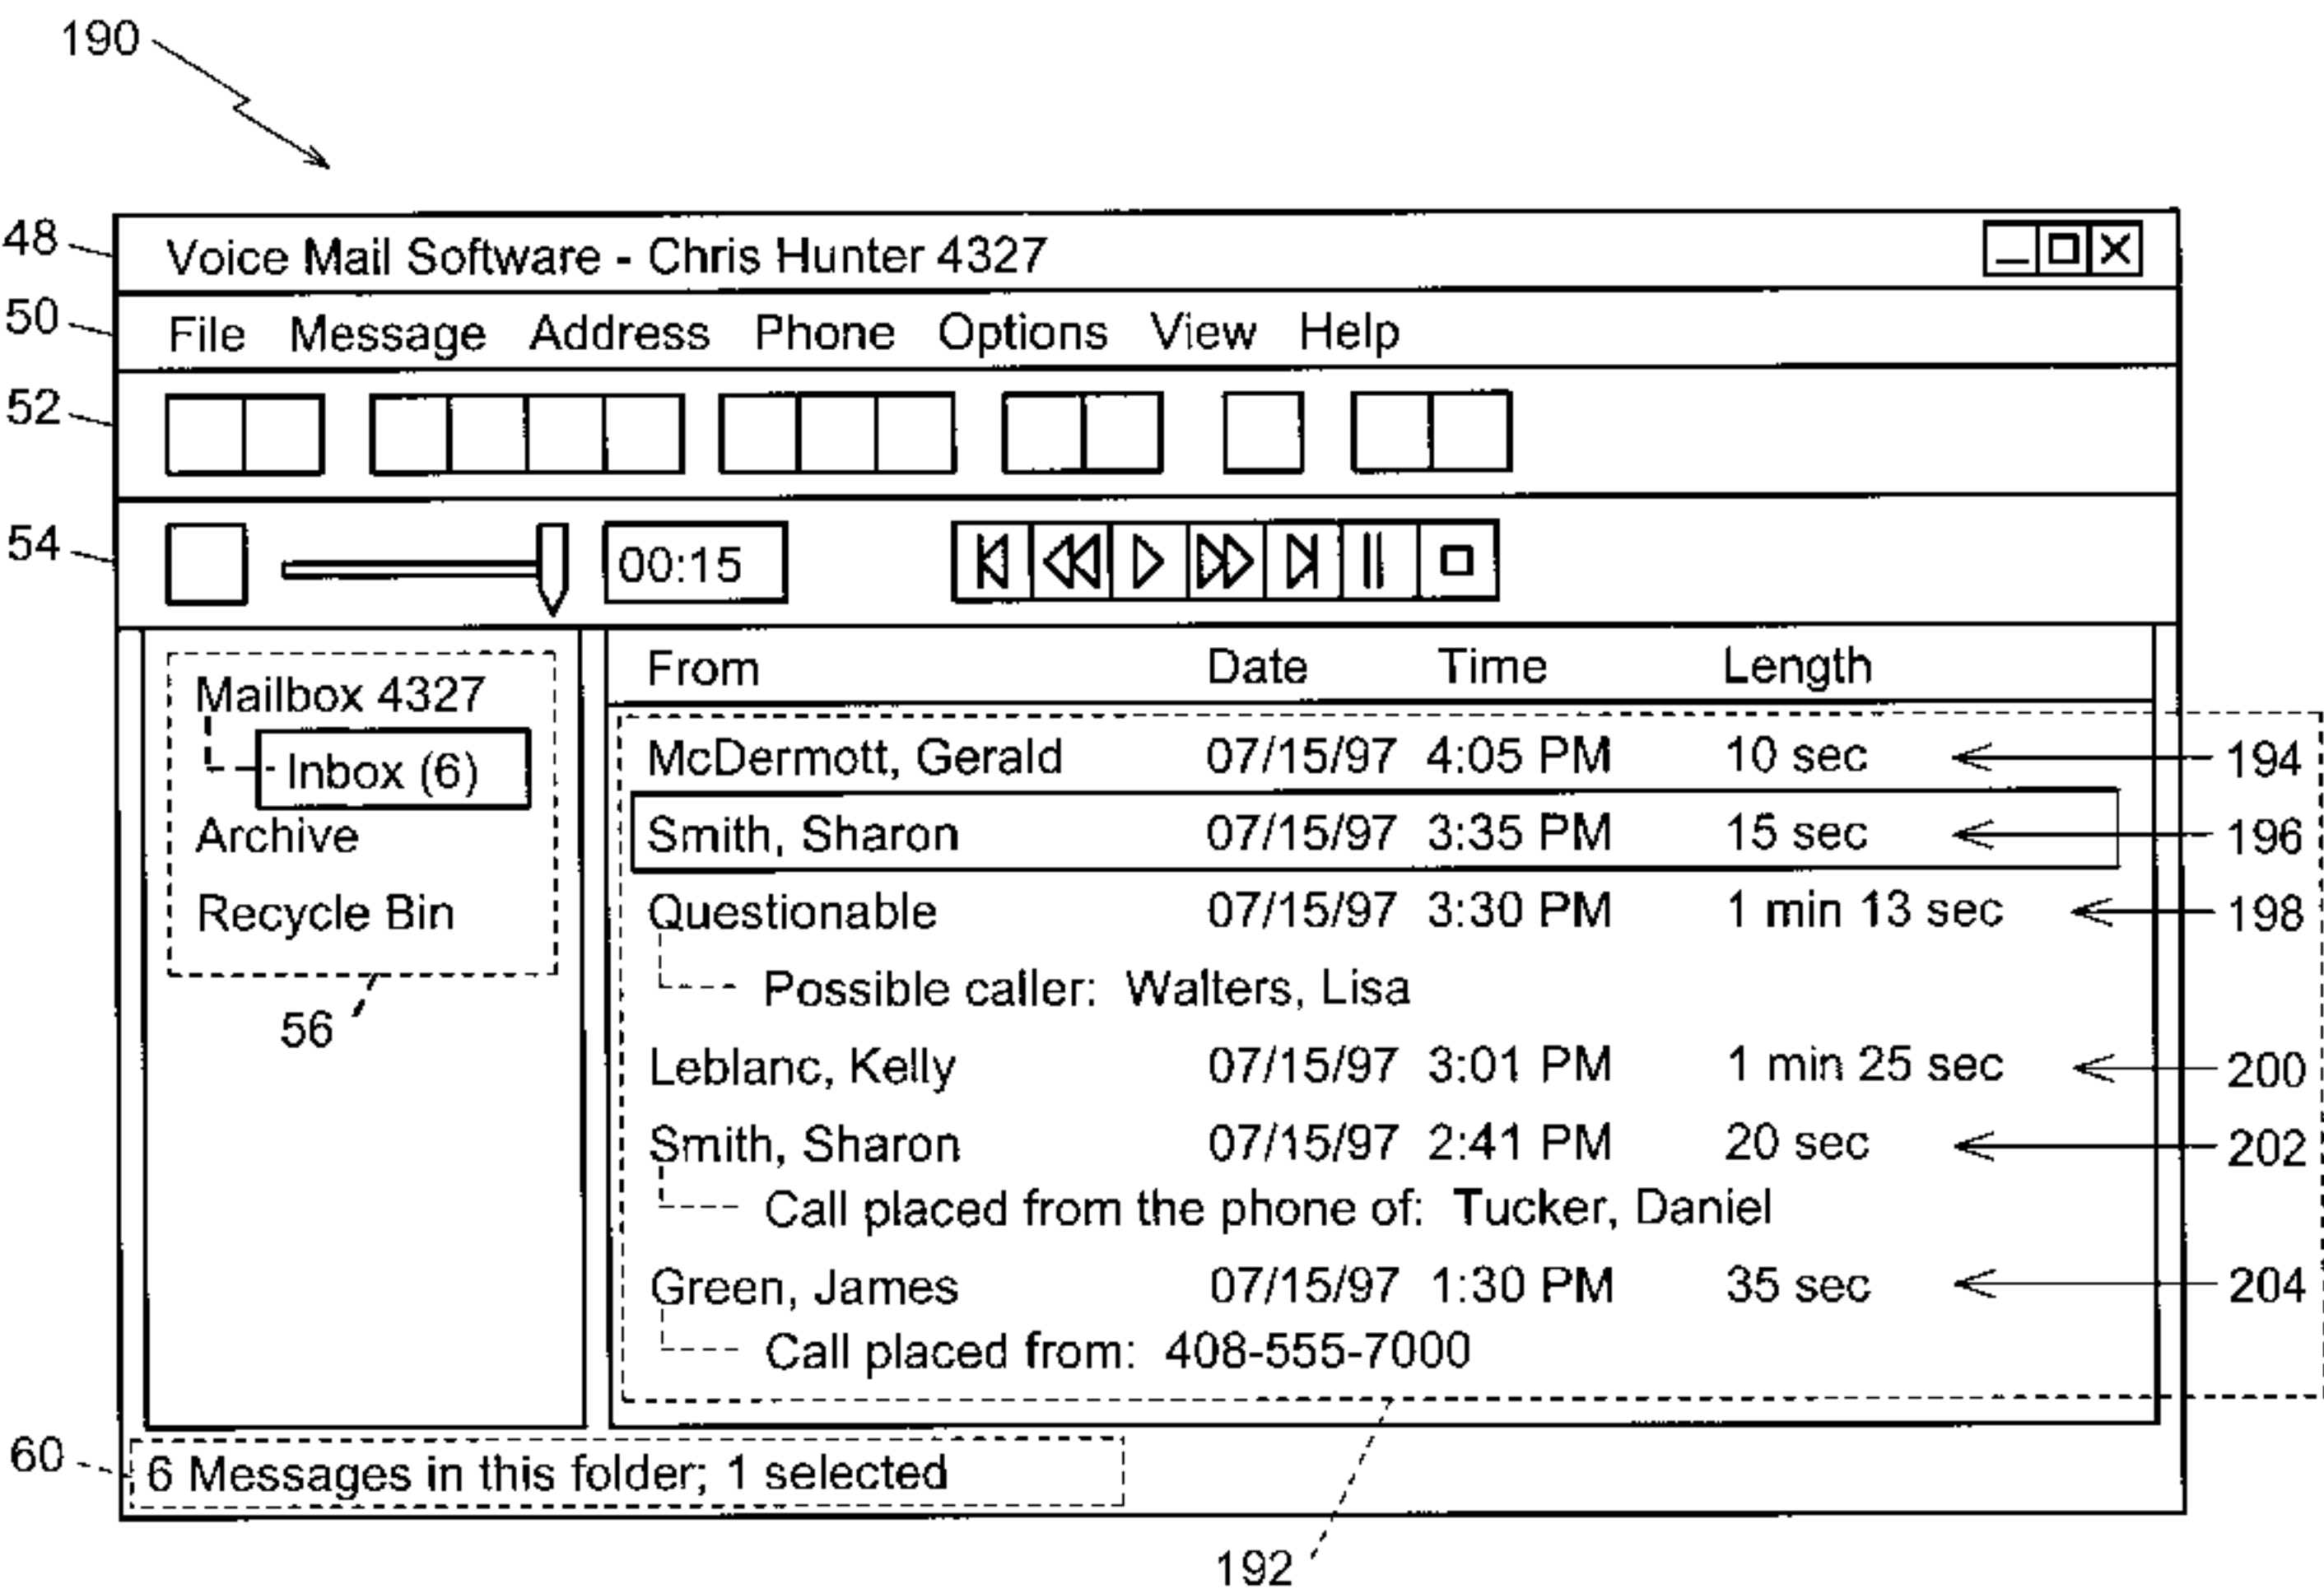 190
48 Voice Mail Software - Chris Hunter 4327
50 File Message Address Phone Options View Help
52
54 00:15
Mailbox 4327
Inbox (6)
Archive
Recycle Bin
56
From Date Time Length
McDermott, Gerald 07/15/97 4:05 PM 10 sec 194
Smith, Sharon 07/15/97 3:35 PM 15 sec 196
Questionable 07/15/97 3:30 PM 1 min 13 sec 198
Possible caller: Walters, Lisa
Leblanc, Kelly 07/15/97 3:01 PM 1 min 25 sec 200
Smith, Sharon 07/15/97 2:41 PM 20 sec 202
Call placed from the phone of: Tucker, Daniel
Green, James 07/15/97 1:30 PM 35 sec 204
Call placed from: 408-555-7000
60 6 Messages in this folder; 1 selected
192